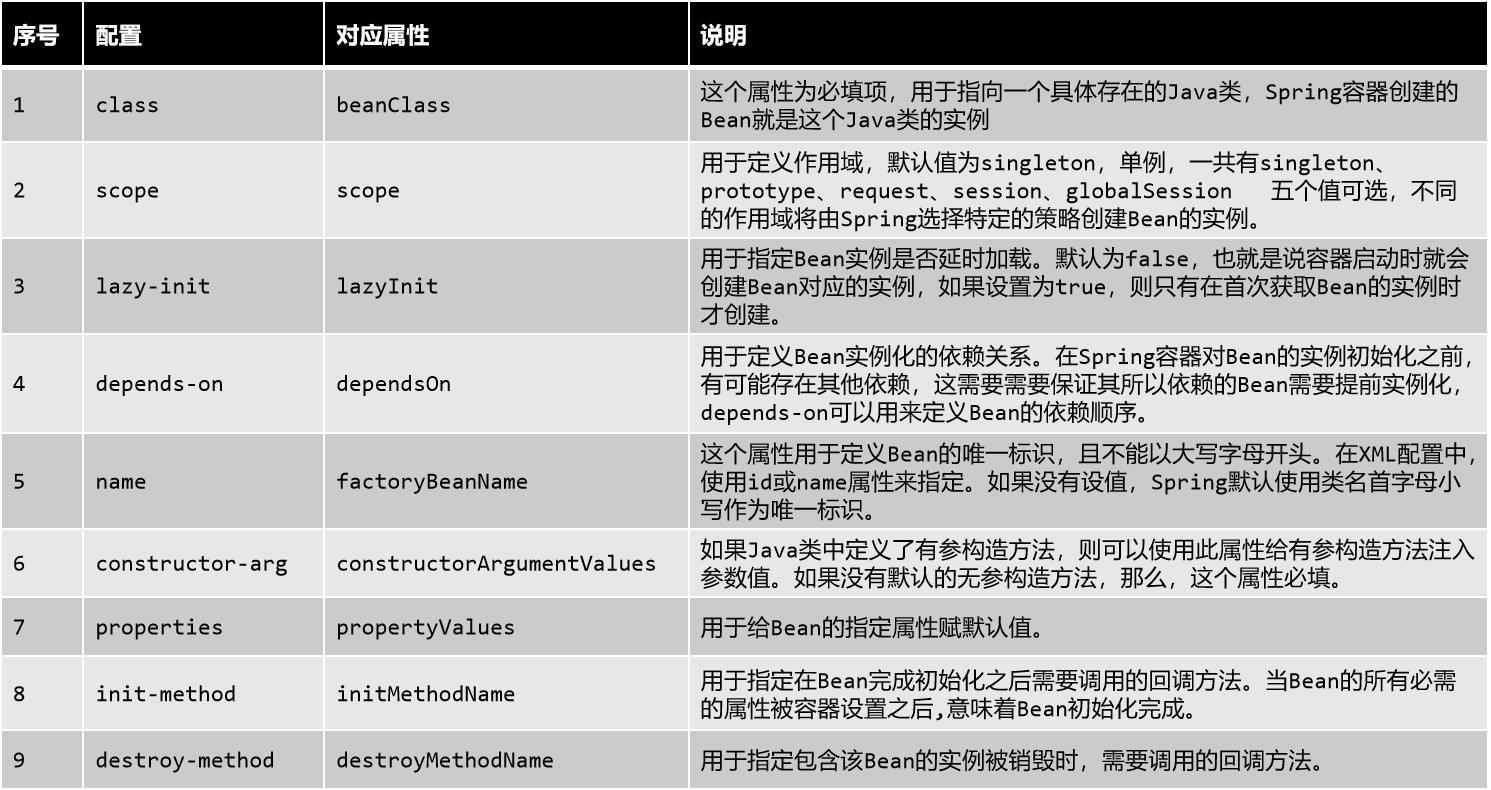 序号 配置 对应属性 说明
1 class beanClass 这个属性为必填项，用于指向一个具体存在的Java类，Spring容器创建的
Bean就是这个Java类的实例
2 scope scope 用于定义作用域，默认值为singleton，单例，一共有singleton、
prototype、request、session、globalSession 五个值可选，不同
的作用域将由Spring选择特定的策略创建Bean的实例。
3 lazy-init lazyInit 用于指定Bean实例是否延时加载。默认为false，也就是说容器启动时就会
创建Bean对应的实例，如果设置为true，则只有在首次获取Bean的实例时
才创建。
4 depends-on dependsOn 用于定义Bean实例化的依赖关系。在Spring容器对Bean的实例初始化之前，
有可能存在其他依赖，这需要需要保证其所以依赖的Bean需要提前实例化，
depends-on可以用来定义Bean的依赖顺序。
5 name factoryBeanName 这个属性用于定义Bean的唯一标识，且不能以大写字母开头。在XML配置中，
使用id或name属性来指定。如果没有设值，Spring默认使用类名首字母小
写作为唯一标识。
6 constructor-arg constructorArgumentValues 如果Java类中定义了有参构造方法，则可以使用此属性给有参构造方法注入
参数值。如果没有默认的无参构造方法，那么，这个属性必填。
7 properties propertyValues 用于给Bean的指定属性赋默认值。
8 init-method initMethodName 用于指定在Bean完成初始化之后需要调用的回调方法。当Bean的所有必需
的属性被容器设置之后,意味着Bean初始化完成。
9 destroy-method destroyMethodName 用于指定包含该Bean的实例被销毁时，需要调用的回调方法。